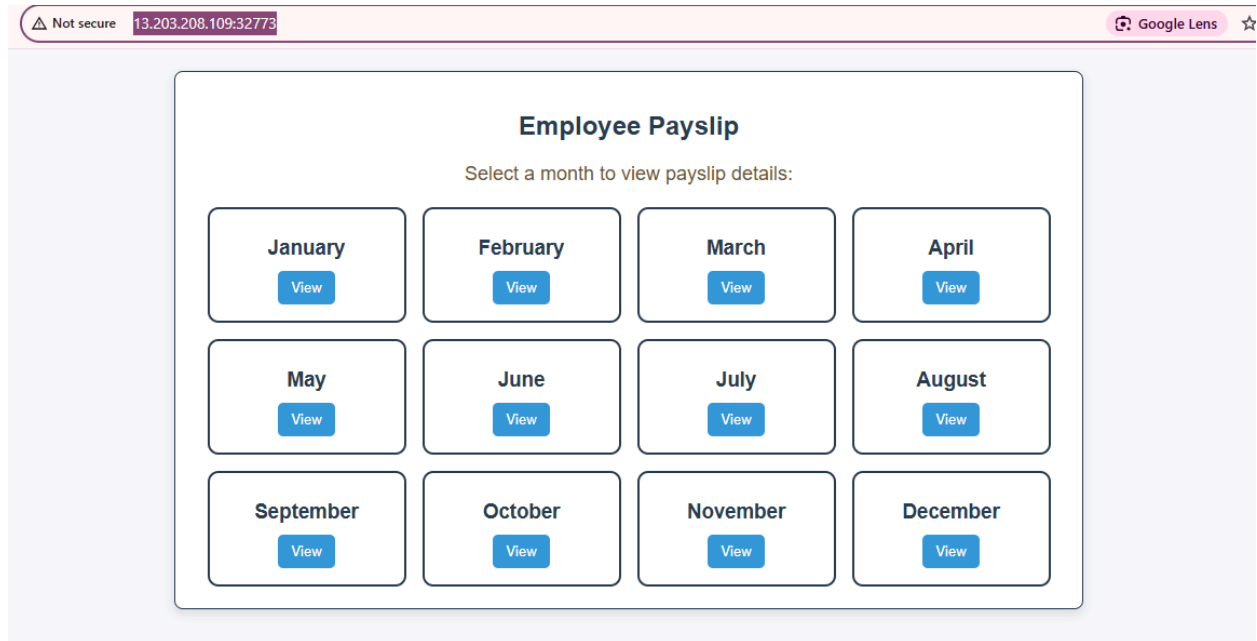 Not secure 13.203.208.109:32773 Google Lens
Employee Payslip
Select a month to view payslip details:
January February March April
View View View View
May June July August
View View View View
September October November December
View View View View